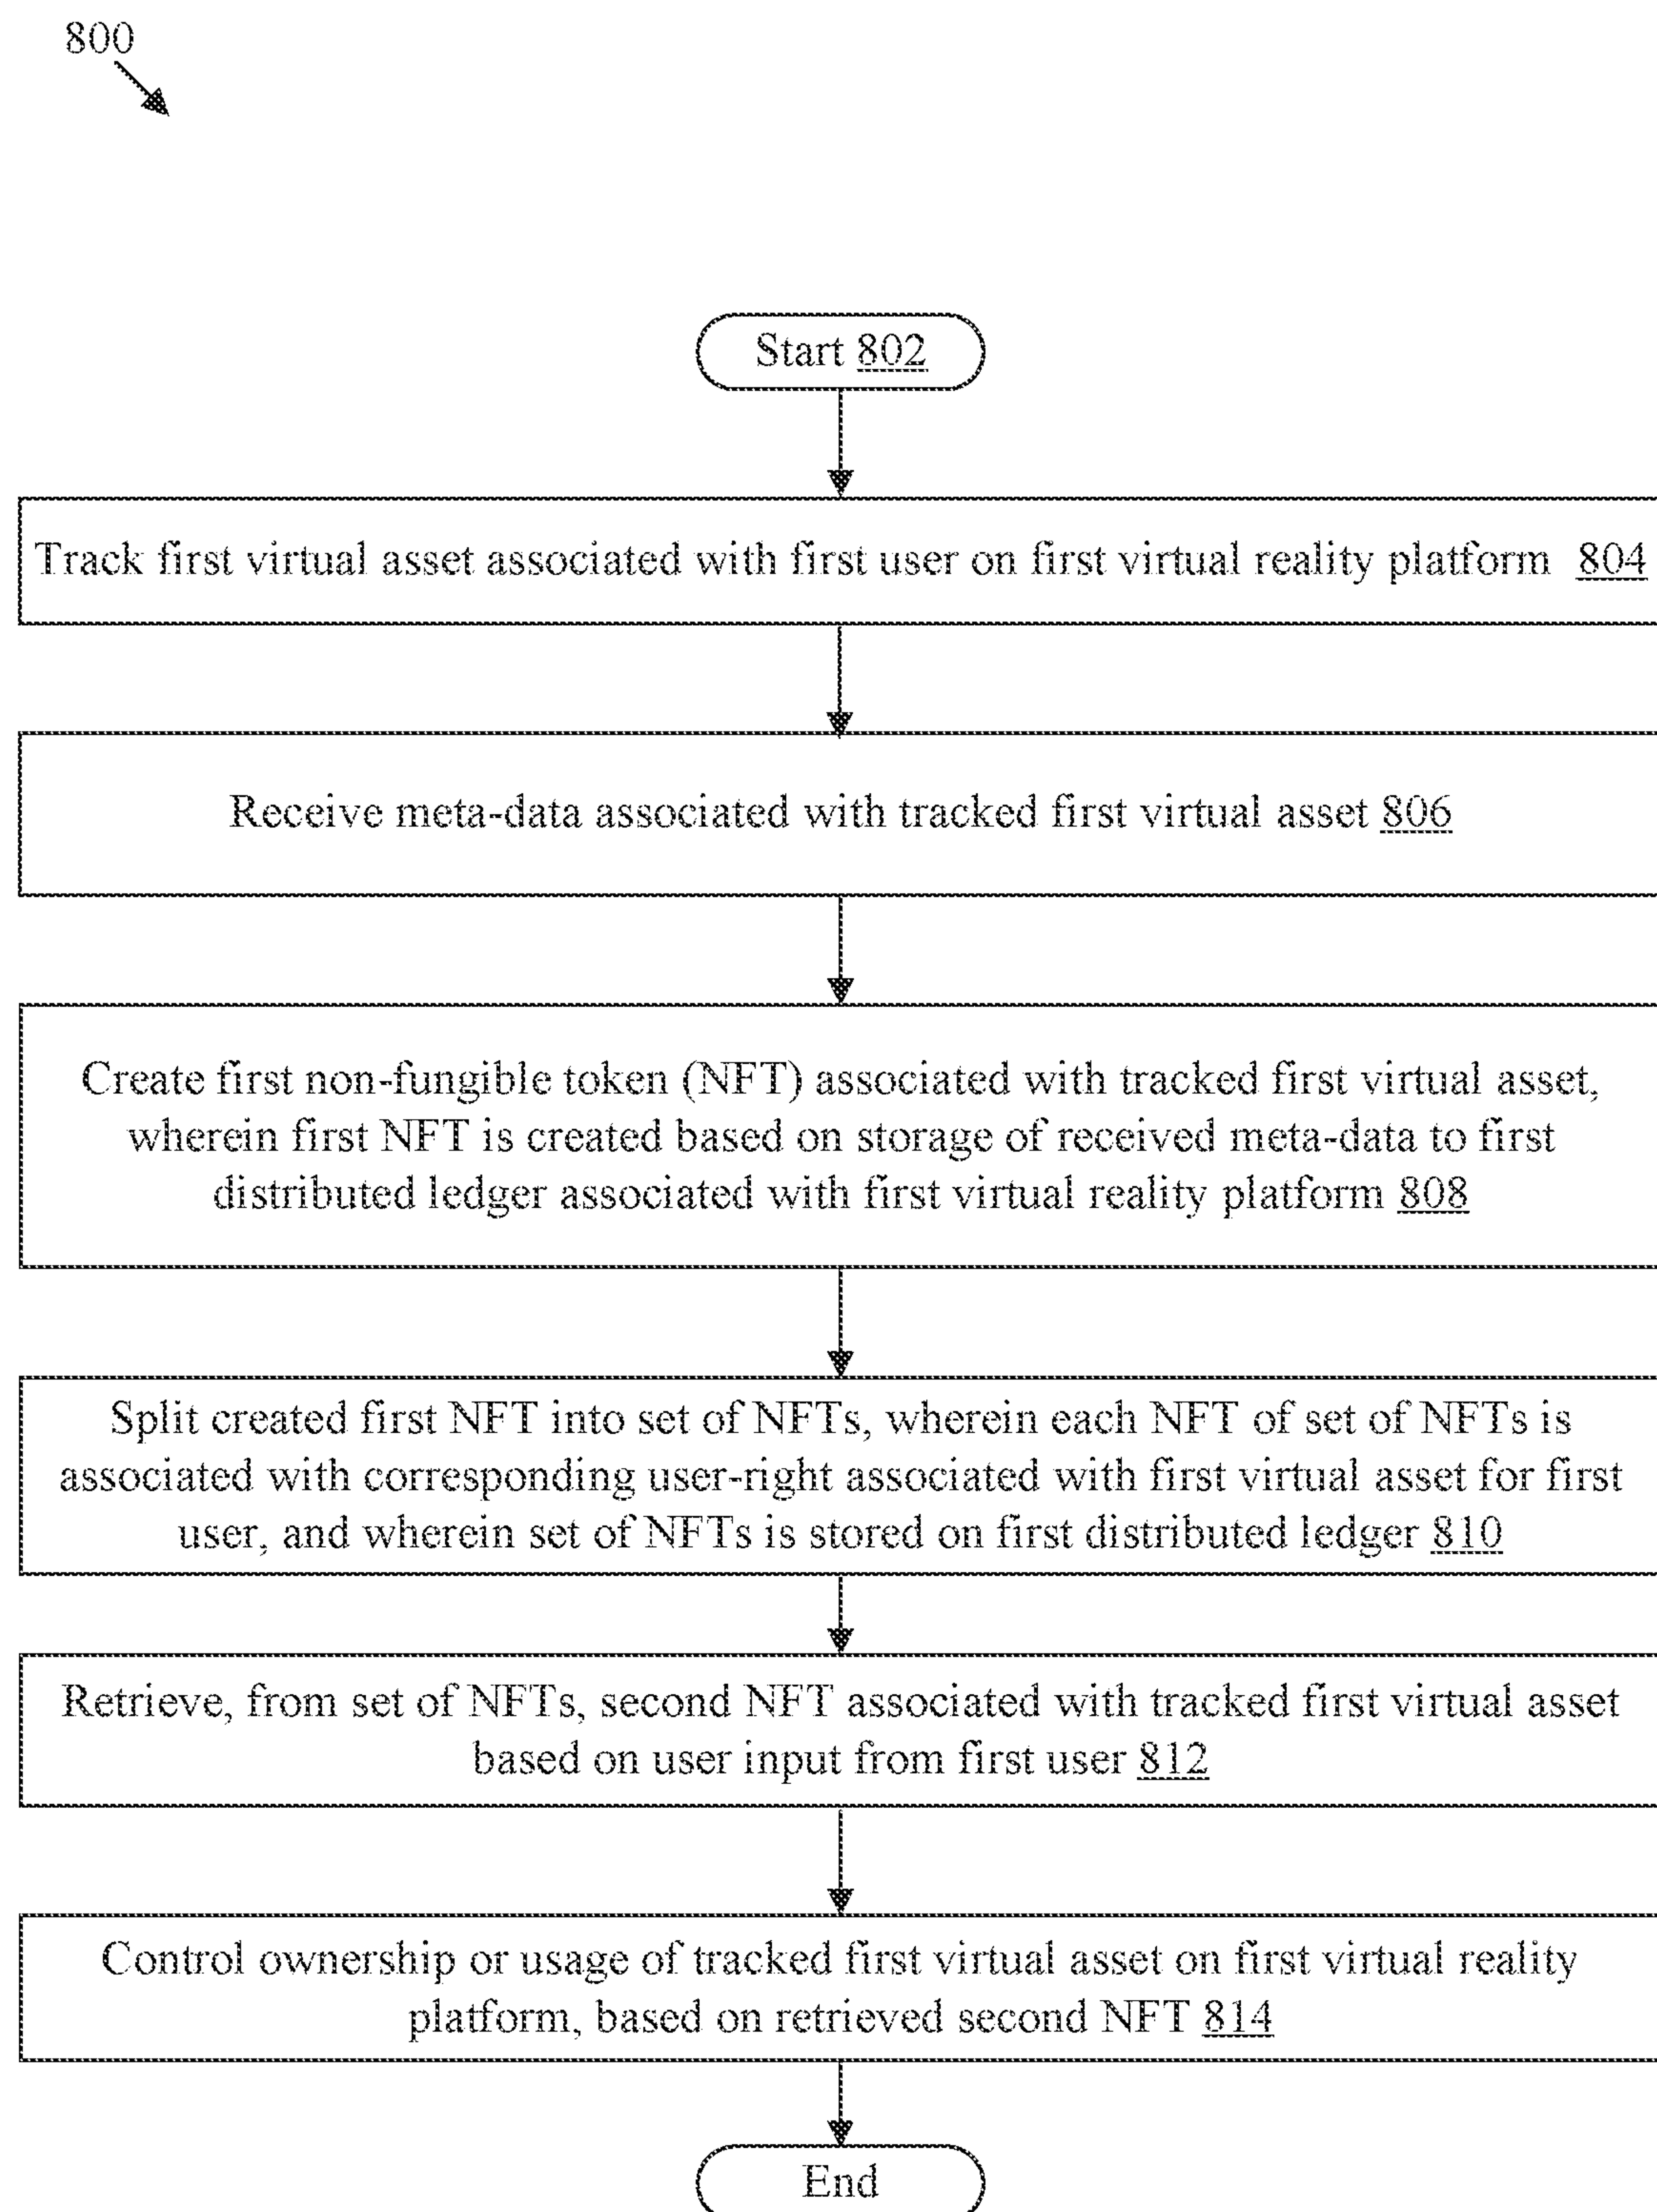 800
Start 802
Track first virtual asset associated with first user on first virtual reality platform 804
Receive meta-data associated with tracked first virtual asset 806
Create first non-fungible token (NFT) associated with tracked first virtual asset,
wherein first NFT is created based on storage of received meta-data to first
distributed ledger associated with first virtual reality platform 808
Split created first NFT into set of NFTs, wherein each NFT of set of NFTs is
associated with corresponding user-right associated with first virtual asset for first
user, and wherein set of NFTs is stored on first distributed ledger 810
Retrieve, from set of NFTs, second NFT associated with tracked first virtual asset
based on user input from first user 812
Control ownership or usage of tracked first virtual asset on first virtual reality
platform, based on retrieved second NFT 814
End